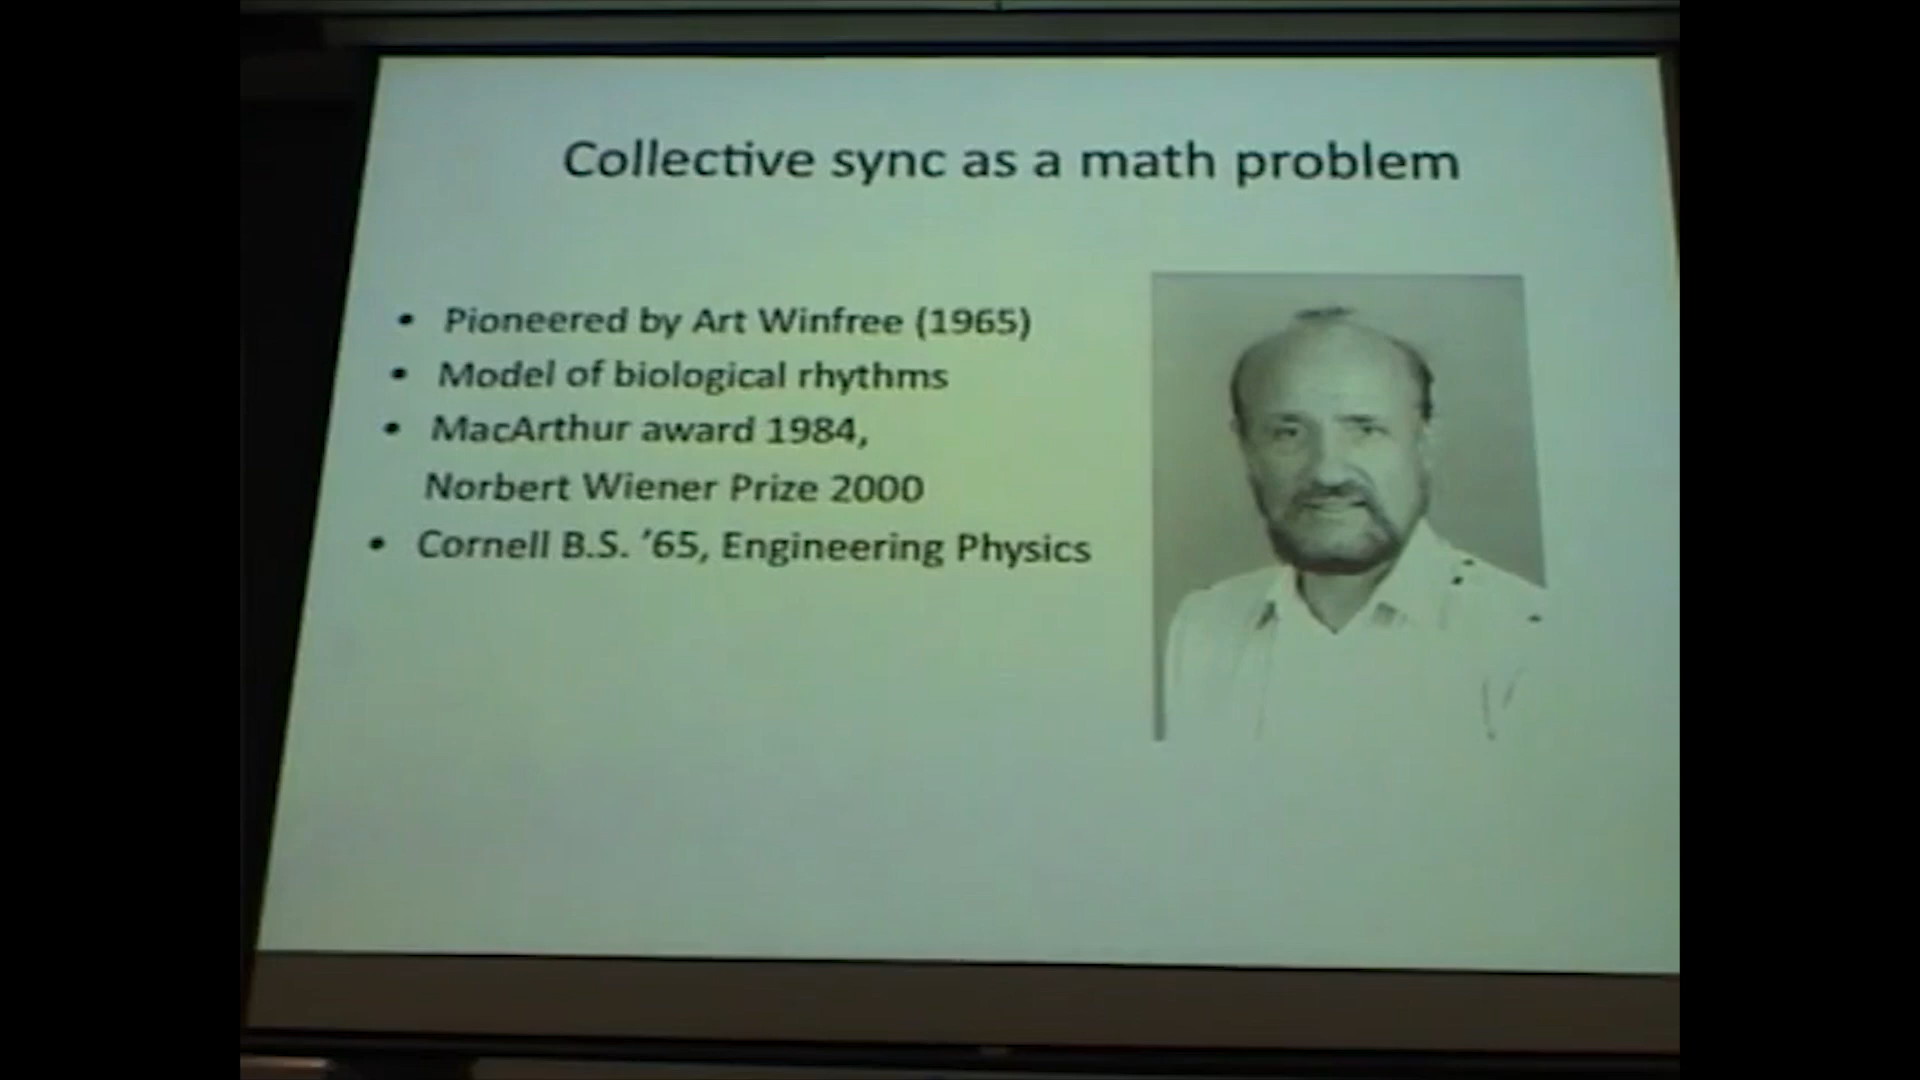 Collective sync as a math problem
• Pioneered by Art Winfree (1965)
• Model of biological rhythms
• MacArthur award 1984,
Norbert Wiener Prize 2000
• Cornell B.S. ’65, Engineering Physics